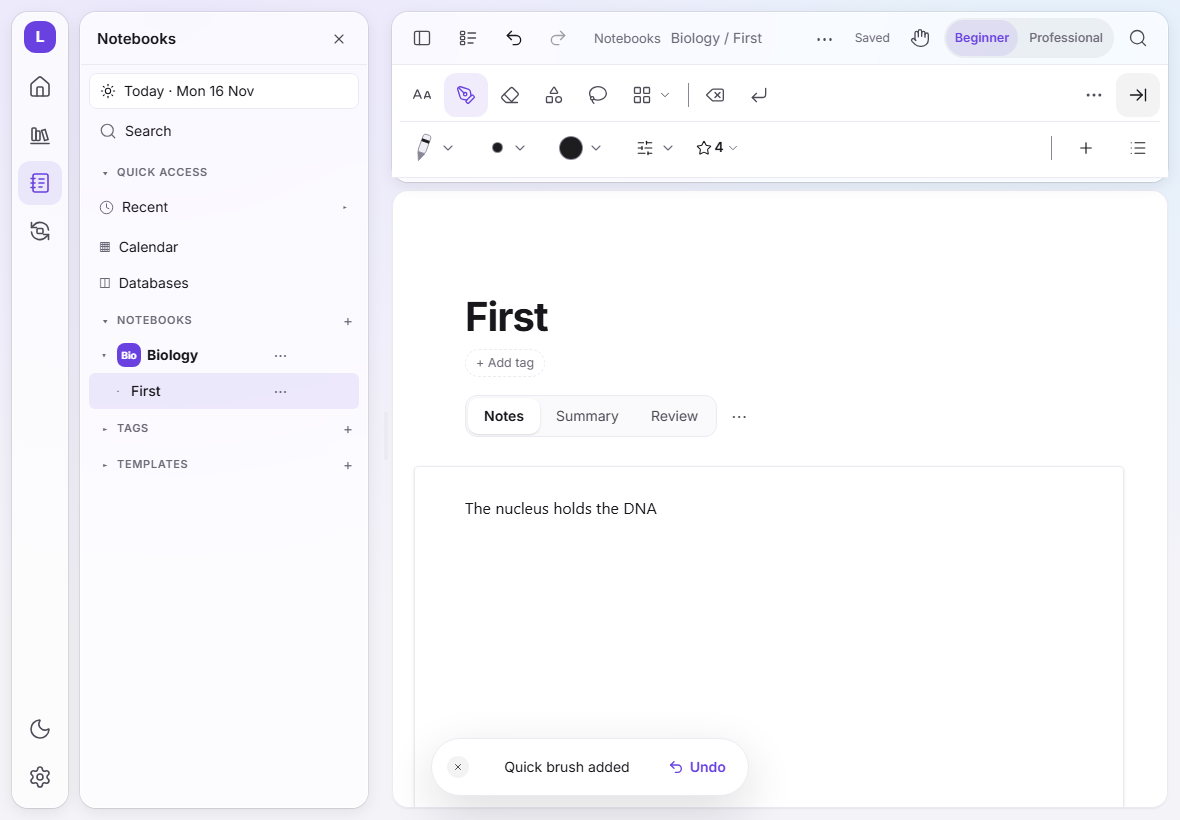 L
Notebooks
Today · Mon 16 Nov
Search
QUICK ACCESS
Recent
Calendar
Databases
NOTEBOOKS
Bio Biology
First
TAGS
TEMPLATES
Notebooks Biology / First
Saved
Beginner Professional
AA
4
First
+ Add tag
Notes Summary Review
The nucleus holds the DNA
Quick brush added Undo